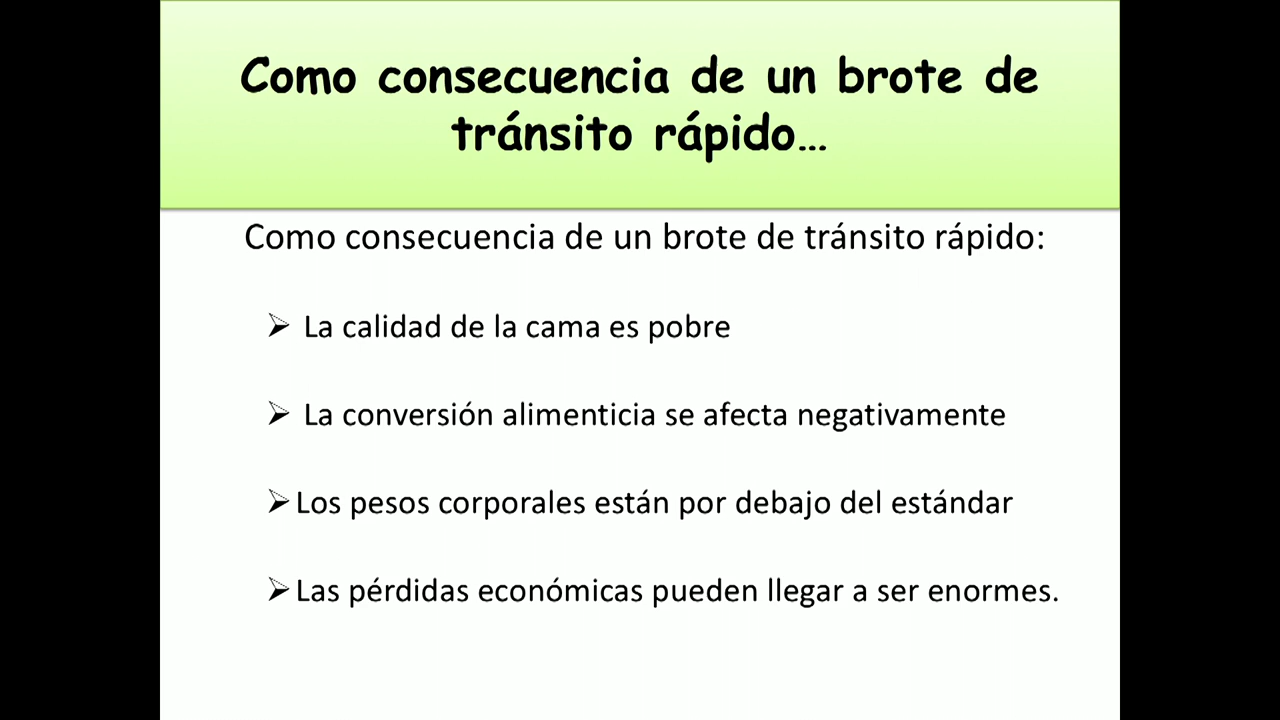 Como consecuencia de un brote de
tránsito rápido...
Como consecuencia de un brote de tránsito rápido:
➢ La calidad de la cama es pobre
➢ La conversión alimenticia se afecta negativamente
➢Los pesos corporales están por debajo del estándar
➢Las pérdidas económicas pueden llegar a ser enormes.